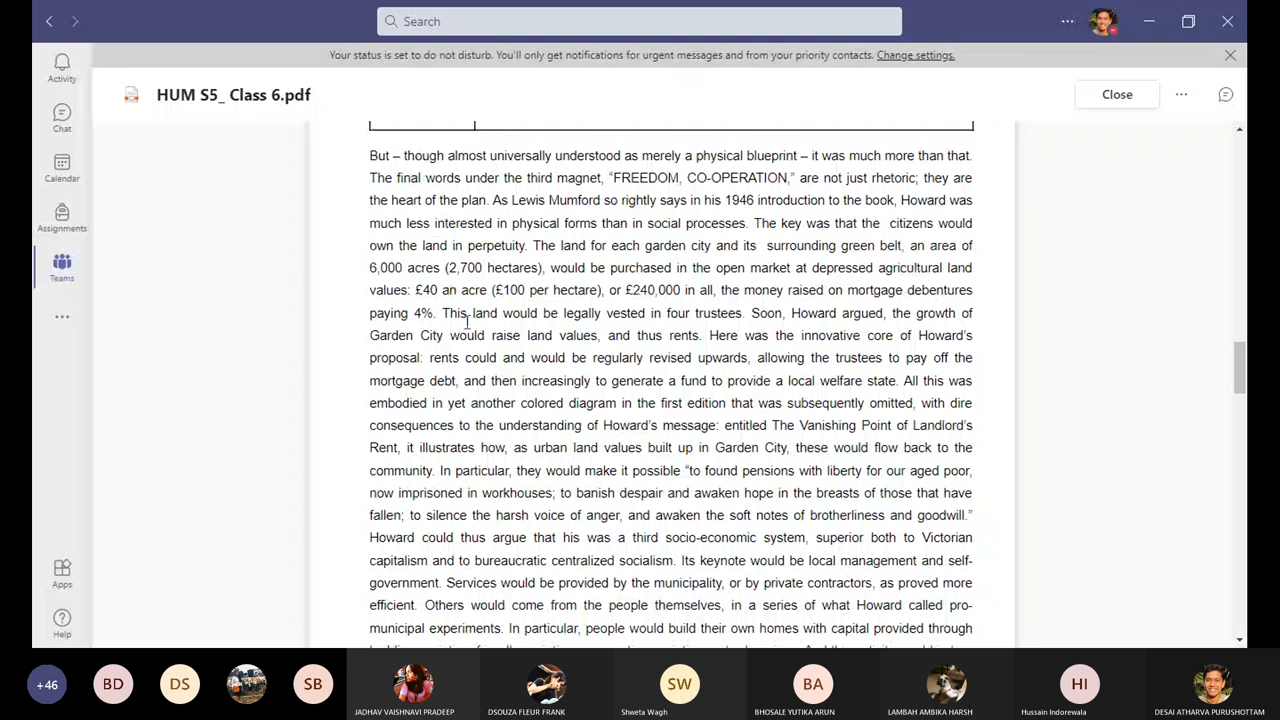 Search
Your status is set to do not disturb. You'll only get notifications for urgent messages and from your priority contacts. Change settings.
Activity
Chat
Calendar
Assignments
Teams
Apps
Help
HUM S5_ Class 6.pdf
Close
But – though almost universally understood as merely a physical blueprint – it was much more than that.
The final words under the third magnet, “FREEDOM, CO-OPERATION,” are not just rhetoric; they are
the heart of the plan. As Lewis Mumford so rightly says in his 1946 introduction to the book, Howard was
much less interested in physical forms than in social processes. The key was that the citizens would
own the land in perpetuity. The land for each garden city and its surrounding green belt, an area of
6,000 acres (2,700 hectares), would be purchased in the open market at depressed agricultural land
values: £40 an acre (£100 per hectare), or £240,000 in all, the money raised on mortgage debentures
paying 4%. This land would be legally vested in four trustees. Soon, Howard argued, the growth of
Garden City would raise land values, and thus rents. Here was the innovative core of Howard’s
proposal: rents could and would be regularly revised upwards, allowing the trustees to pay off the
mortgage debt, and then increasingly to generate a fund to provide a local welfare state. All this was
embodied in yet another colored diagram in the first edition that was subsequently omitted, with dire
consequences to the understanding of Howard’s message: entitled The Vanishing Point of Landlord’s
Rent, it illustrates how, as urban land values built up in Garden City, these would flow back to the
community. In particular, they would make it possible “to found pensions with liberty for our aged poor,
now imprisoned in workhouses; to banish despair and awaken hope in the breasts of those that have
fallen; to silence the harsh voice of anger, and awaken the soft notes of brotherliness and goodwill.”
Howard could thus argue that his was a third socio-economic system, superior both to Victorian
capitalism and to bureaucratic centralized socialism. Its keynote would be local management and self-
government. Services would be provided by the municipality, or by private contractors, as proved more
efficient. Others would come from the people themselves, in a series of what Howard called pro-
municipal experiments. In particular, people would build their own homes with capital provided through
+46
BD
DS
SB
JADHAV VAISHNAVI PRADEEP
DSOUZA FLEUR FRANK
SW
Shweta Wagh
BA
BHOSALE YUTIKA ARUN
LAMBAH AMBIKA HARSH
HI
Hussain Indorewala
DESAI ATHARVA PURUSHOTTAM